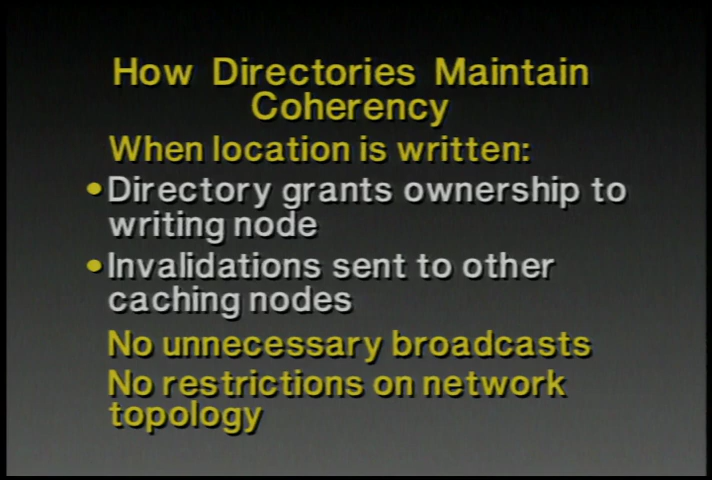 How Directories Maintain
Coherency
When location is written:
•Directory grants ownership to
writing node
•Invalidations sent to other
caching nodes
No unnecessary broadcasts
No restrictions on network
topology